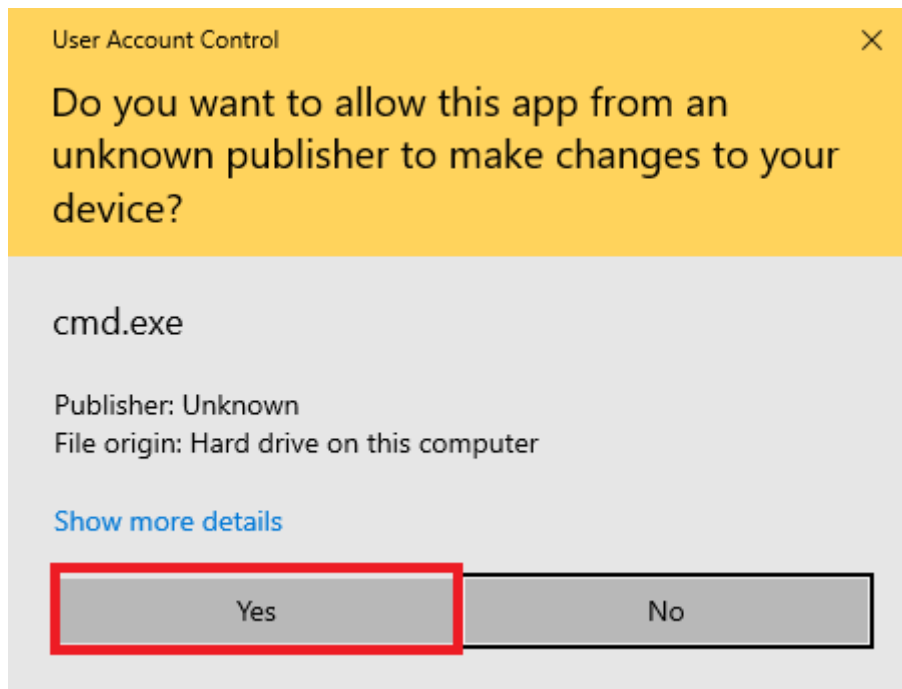 User Account Control
Do you want to allow this app from an
unknown publisher to make changes to your
device?
cmd.exe
Publisher: Unknown
File origin: Hard drive on this computer
Show more details
Yes
No